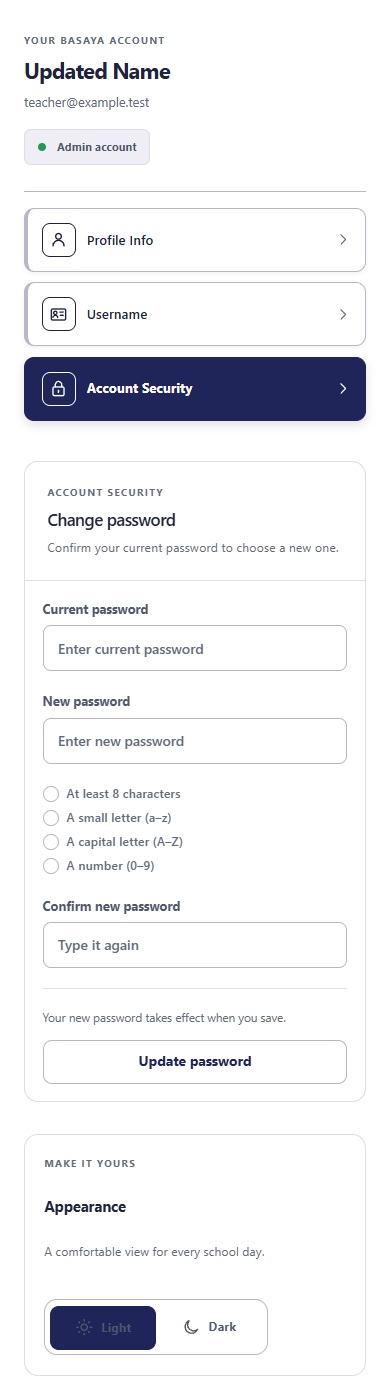 YOUR BASAYA ACCOUNT
Updated Name
teacher@example.test
Admin account
Profile Info
Username
Account Security
ACCOUNT SECURITY
Change password
Confirm your current password to choose a new one.
Current password
Enter current password
New password
Enter new password
At least 8 characters
A small letter (a–z)
A capital letter (A–Z)
A number (0–9)
Confirm new password
Type it again
Your new password takes effect when you save.
Update password
MAKE IT YOURS
Appearance
A comfortable view for every school day.
Light
Dark